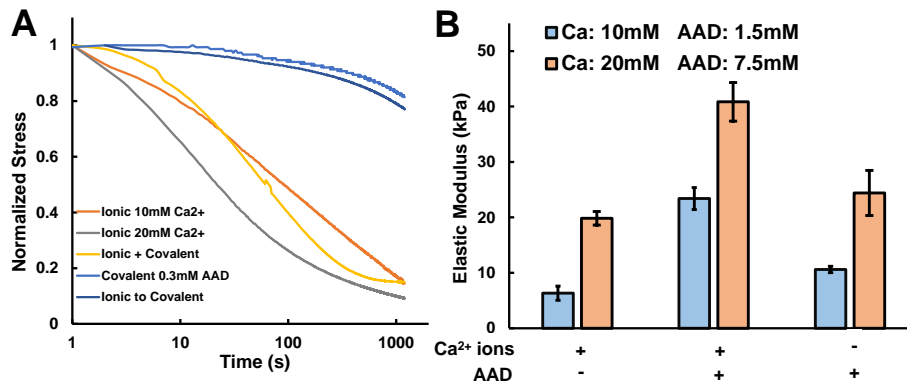 A
Normalized Stress
1
0.8
0.6
0.4
0.2
0
Ionic 10mM Ca2+
Ionic 20mM Ca2+
Ionic + Covalent
Covalent 0.3mM AAD
Ionic to Covalent
1 10 100 1000
Time (s)
B
Elastic Modulus (kPa)
50
40
30
20
10
0
Ca: 10mM AAD: 1.5mM
Ca: 20mM AAD: 7.5mM
Ca²⁺ ions + + -
AAD - + +